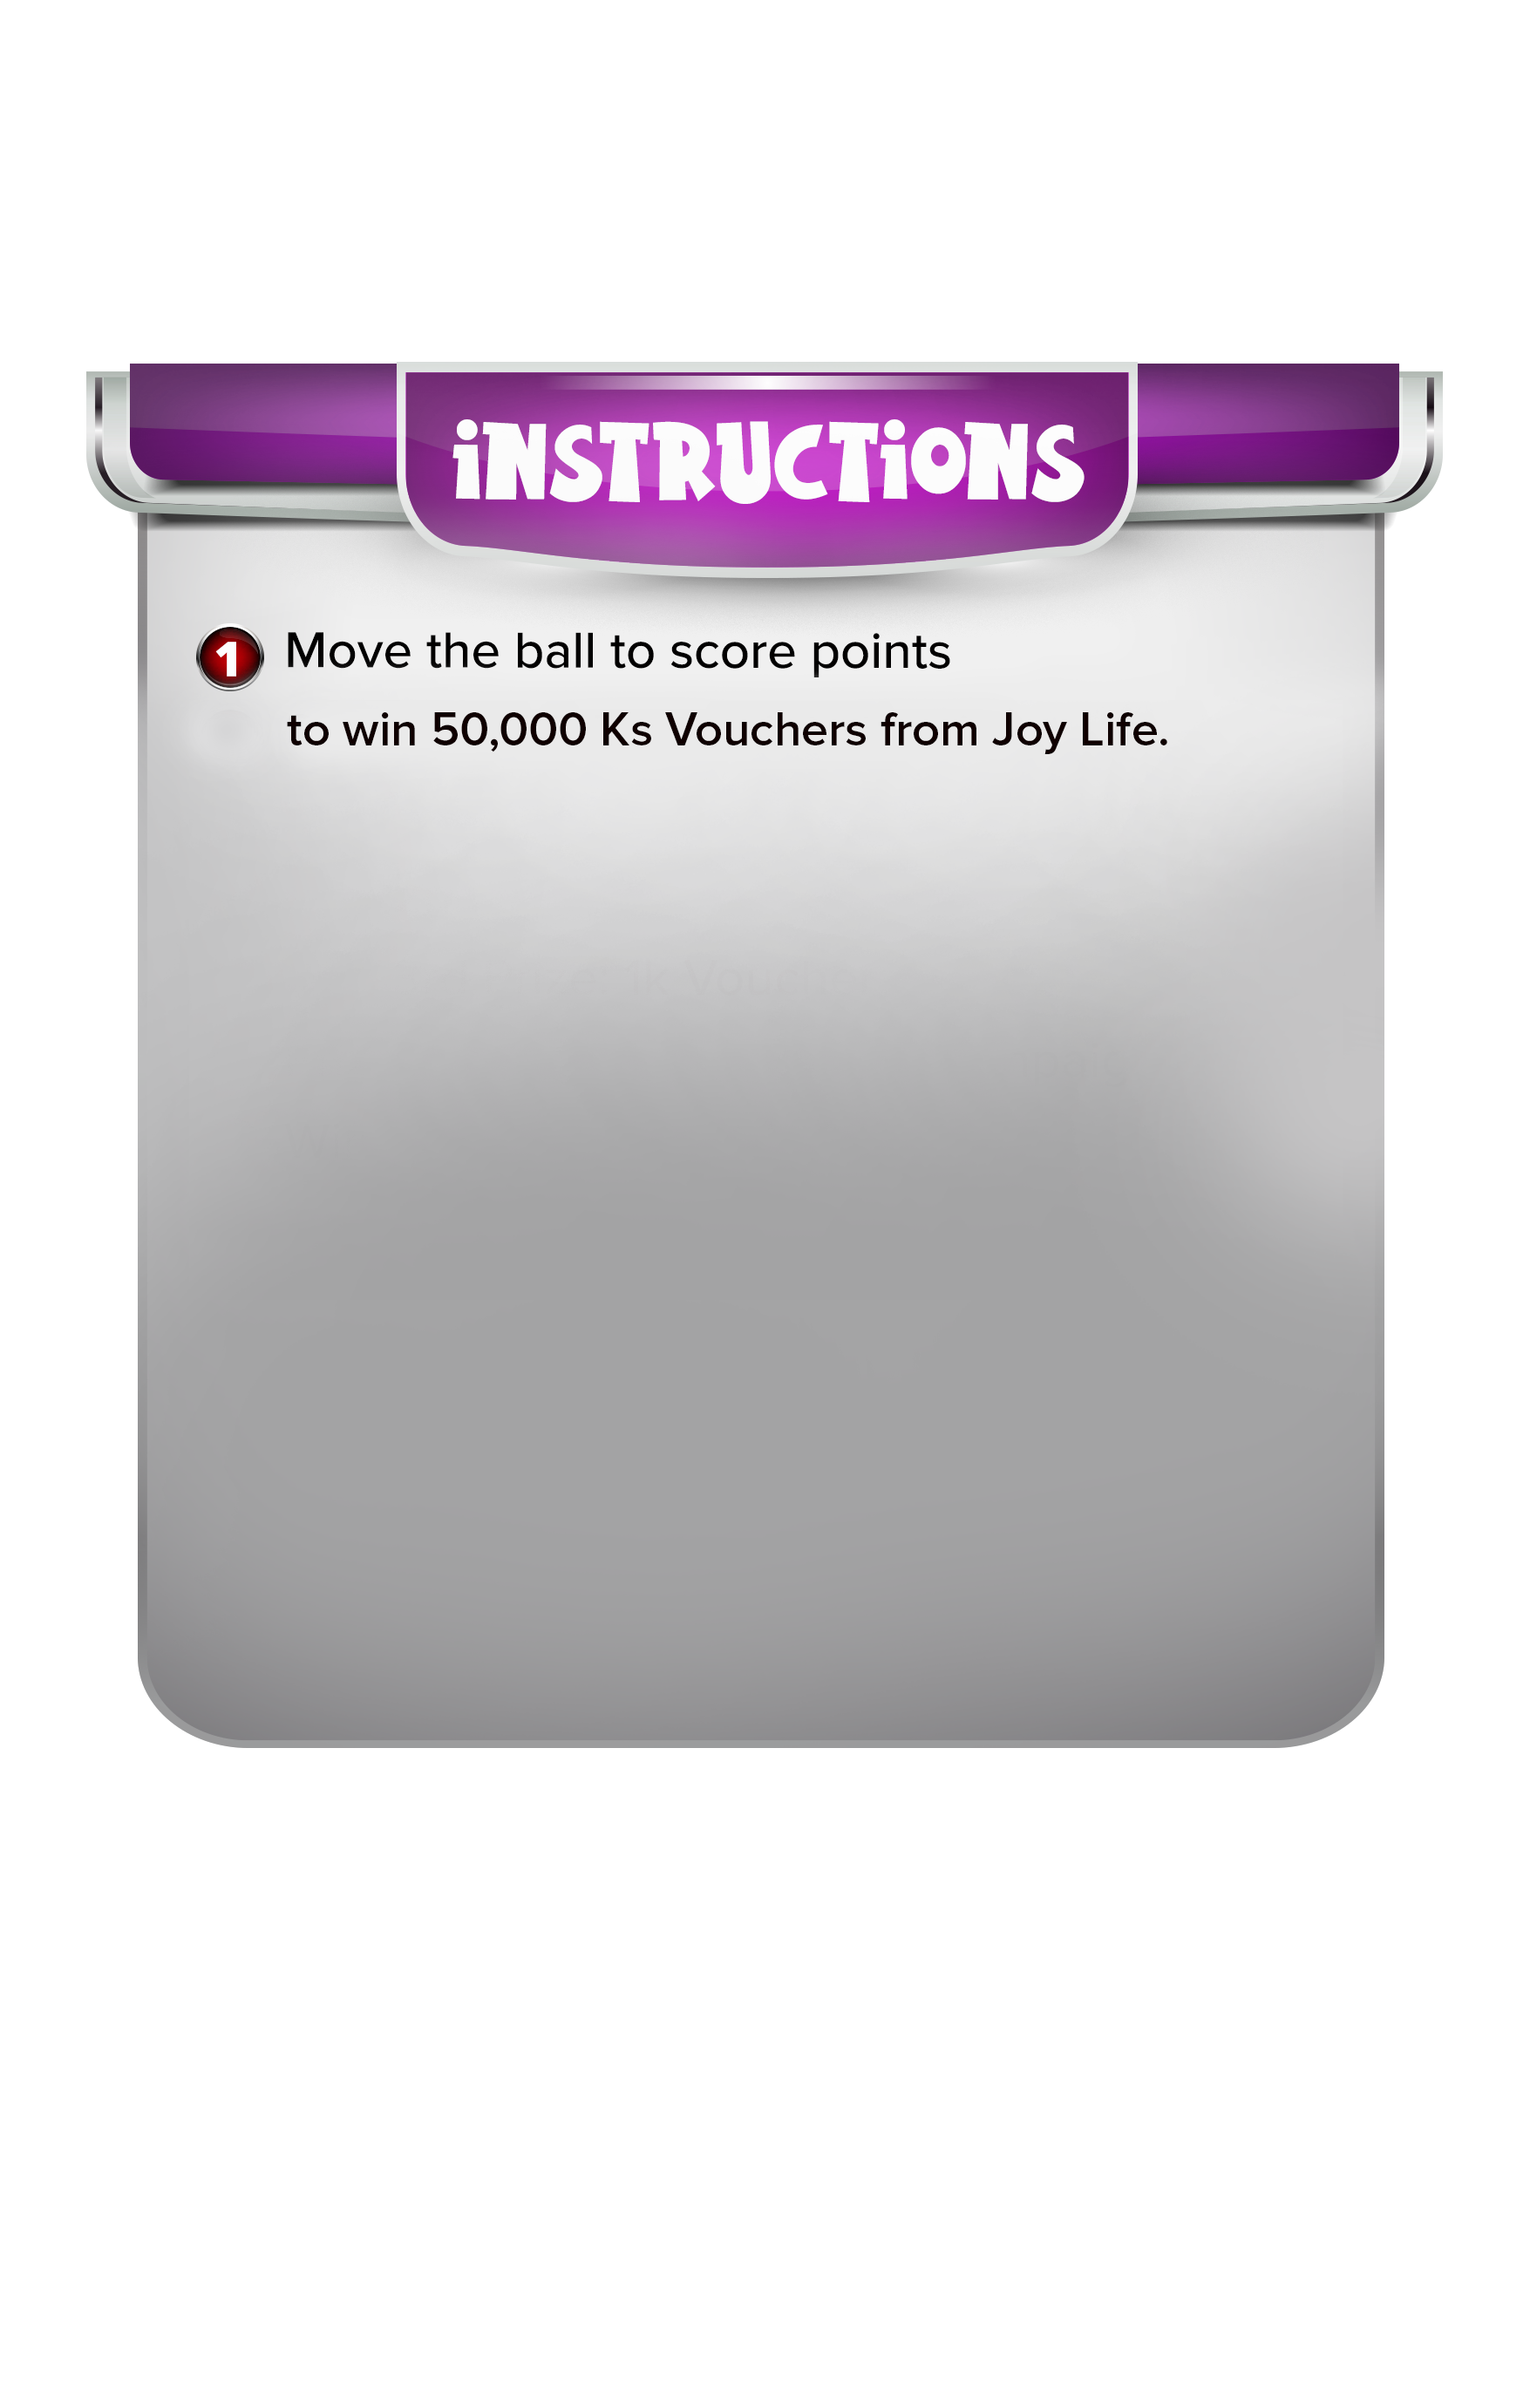 iNSTRUCTiONS
1 Move the ball to score points
to win 50,000 Ks Vouchers from Joy Life.